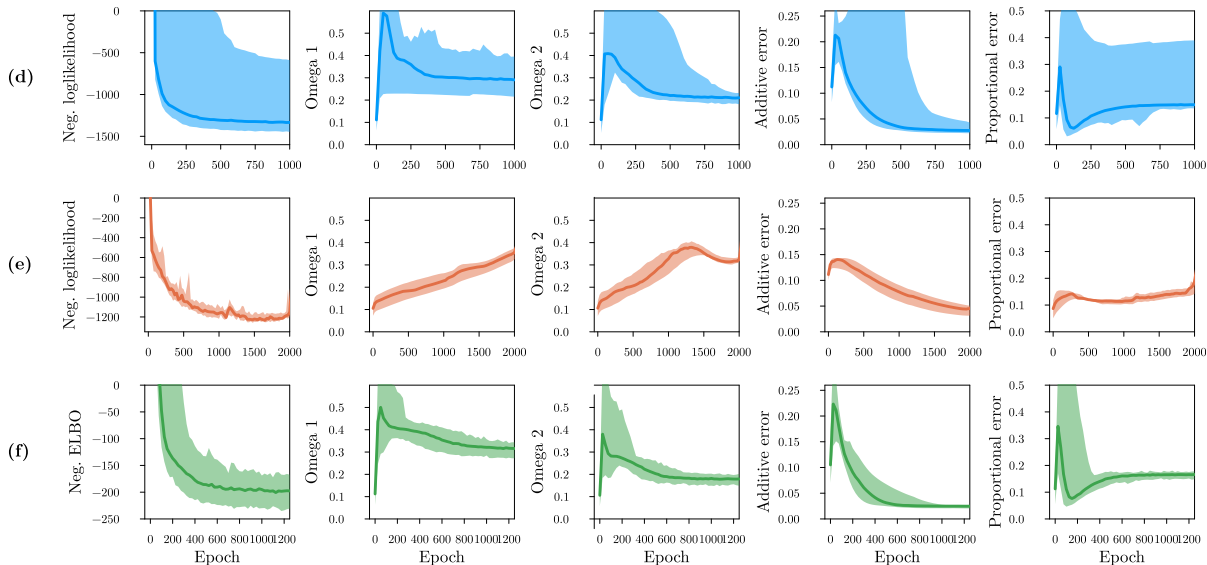 (d)
Neg. loglikelihood
0
−500
−1000
−1500
0 250 500 750 1000
Omega 1
0.5
0.4
0.3
0.2
0.1
0.0
0 250 500 750 1000
Omega 2
0.5
0.4
0.3
0.2
0.1
0.0
0 250 500 750 1000
Additive error
0.25
0.20
0.15
0.10
0.05
0.00
0 250 500 750 1000
Proportional error
0.5
0.4
0.3
0.2
0.1
0.0
0 250 500 750 1000
(e)
Neg. loglikelihood
0
−200
−400
−600
−800
−1000
−1200
0 500 1000 1500 2000
Omega 1
0.5
0.4
0.3
0.2
0.1
0.0
0 500 1000 1500 2000
Omega 2
0.5
0.4
0.3
0.2
0.1
0.0
0 500 1000 1500 2000
Additive error
0.25
0.20
0.15
0.10
0.05
0.00
0 500 1000 1500 2000
Proportional error
0.5
0.4
0.3
0.2
0.1
0.0
0 500 1000 1500 2000
(f)
Neg. ELBO
0
−50
−100
−150
−200
−250
0 200 400 600 800 1000 1200
Epoch
Omega 1
0.5
0.4
0.3
0.2
0.1
0.0
0 200 400 600 800 1000 1200
Epoch
Omega 2
0.5
0.4
0.3
0.2
0.1
0.0
0 200 400 600 800 1000 1200
Epoch
Additive error
0.25
0.20
0.15
0.10
0.05
0.00
0 200 400 600 800 1000 1200
Epoch
Proportional error
0.5
0.4
0.3
0.2
0.1
0.0
0 200 400 600 800 1000 1200
Epoch